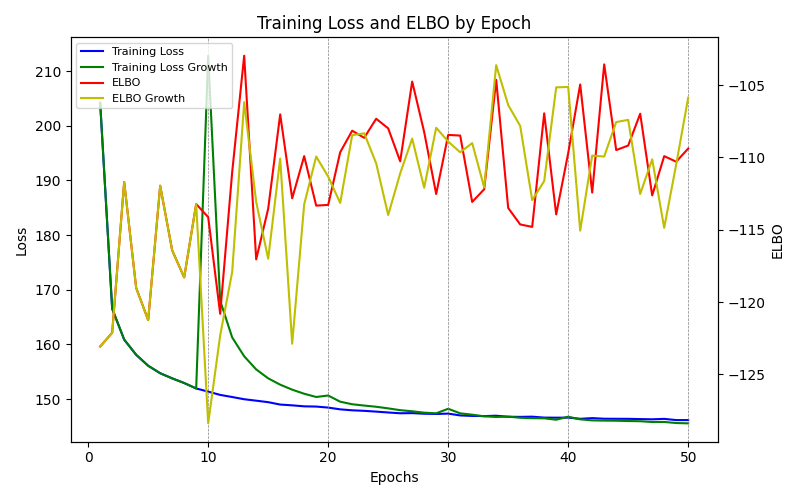 Training Loss and ELBO by Epoch
Training Loss
Training Loss Growth
ELBO
ELBO Growth
210
200
190
180
170
160
150
Loss
−105
−110
−115
−120
−125
ELBO
0 10 20 30 40 50
Epochs